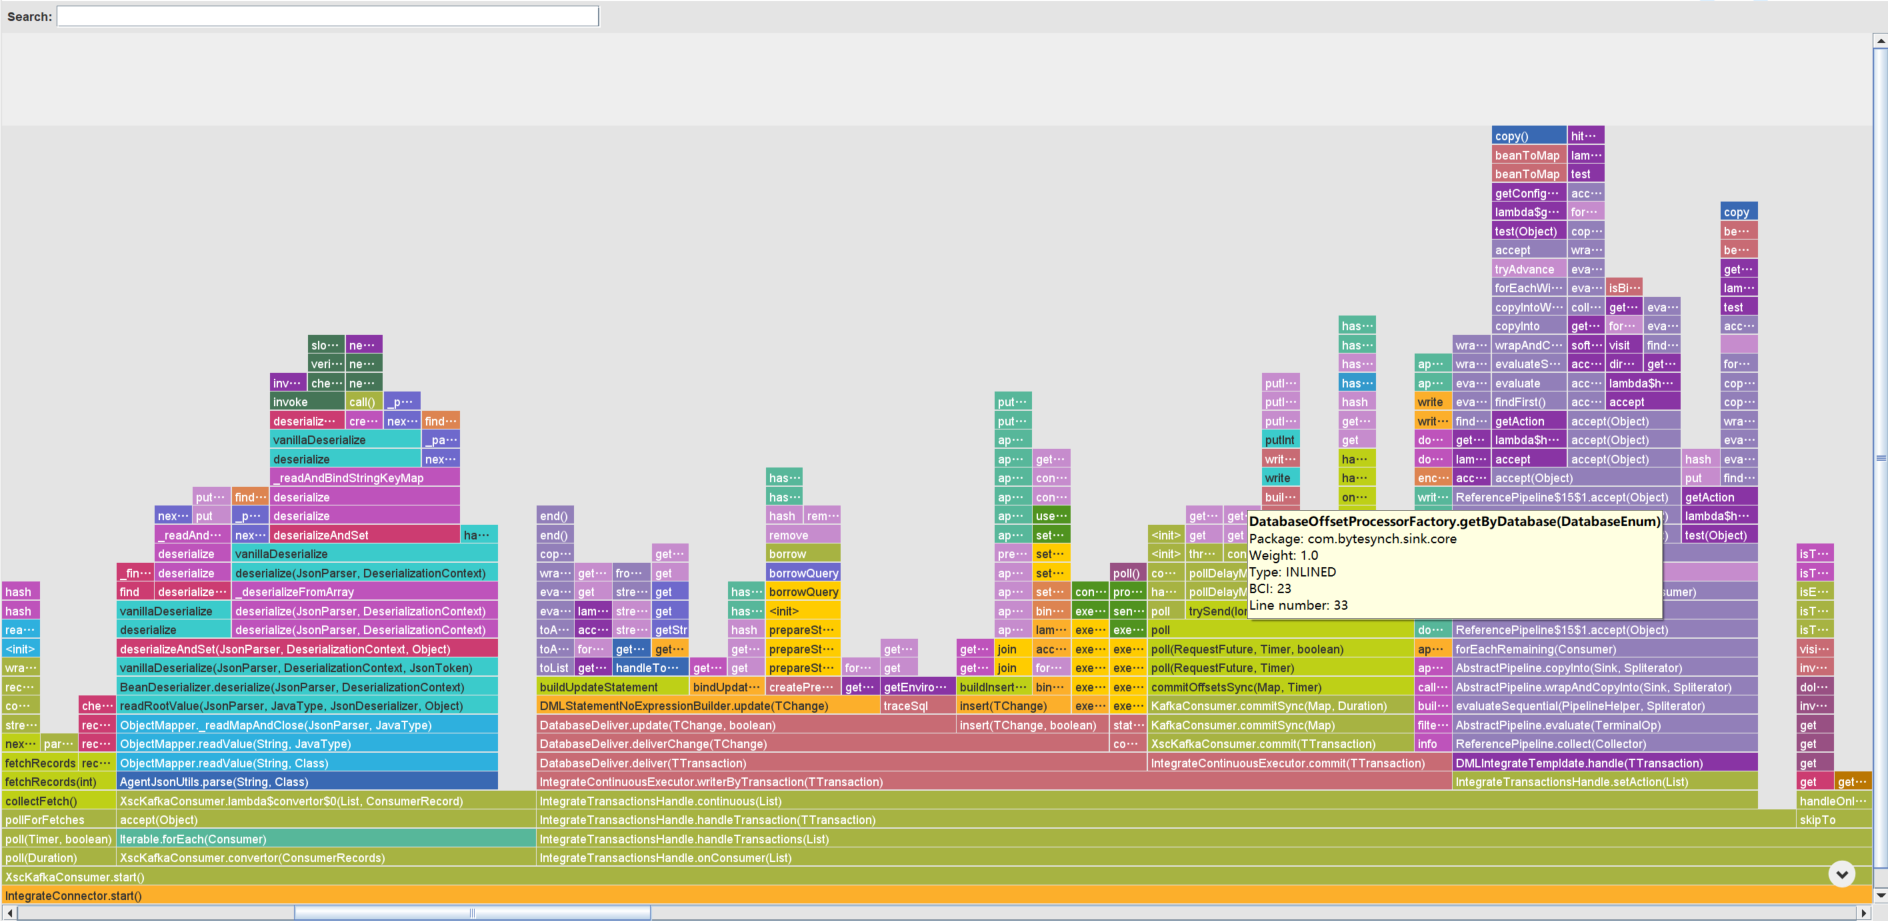 Search:
copy() hit···
beanToMap lam···
beanToMap test
getConfig··· acc···
lambda$g··· for··· copy
test(Object) cop··· be···
accept wra··· be···
tryAdvance eva··· get···
forEachWi··· eva··· isBl··· lam···
copyIntoW··· coll··· get··· eva··· test
has··· copyInto get··· for··· eva··· acc···
slo··· ne··· has··· wra··· wrapAndC··· soft··· visit find···
veri··· ne··· has··· ap··· wra··· evaluateS··· acc··· dir··· get··· for···
inv··· che··· ne··· putI··· has··· ap··· eva··· evaluate acc··· lambda$h··· cop···
invoke call() _p··· put··· putI··· hash write eva··· findFirst() acc··· accept cop···
deserializ··· cre··· nex··· find··· put··· putI··· get··· writ··· find··· getAction accept(Object) wra···
vanillaDeserialize _pa··· ap··· putInt get do··· get··· lambda$h··· accept(Object) eva···
deserialize nex··· ap··· get··· writ··· ha··· do··· lam··· accept accept(Object) hash eva···
_readAndBindStringKeyMap has··· ap··· con··· write ha··· enc··· acc··· accept(Object) put find···
put··· find··· deserialize has··· ap··· con··· buil··· on··· writ··· ReferencePipeline$15$1.accept(Object) getAction
nex··· put _p··· deserialize end() hash rem··· ap··· use··· get··· get··· lambda$h···
_readAnd··· nex··· deserializeAndSet ha··· end() remove ap··· set··· <init> get get test(Object)
deserialize vanillaDeserialize cop··· get··· borrow pre··· set··· <init> thr··· con isT···
_fin··· deserialize deserialize(JsonParser, DeserializationContext) wra··· get··· fro··· get borrowQuery ap··· set··· poll() co··· pollDelayM isT···
hash find deserialize··· _deserializeFromArray eva··· get stre··· get has··· borrowQuery ap··· set··· con··· pro··· ha··· pollDelayM sumer) isE···
hash vanillaDeserialize deserialize(JsonParser, DeserializationContext) eva··· lam··· stre··· get has··· <init> ap··· bin··· exe··· sen··· poll trySend(lor isT···
rea··· deserialize deserialize(JsonParser, DeserializationContext) toA··· acc··· stre··· getStr hash prepareSt··· ap··· lam··· exe··· exe··· poll do··· ReferencePipeline$15$1.accept(Object) isT···
<init> deserializeAndSet(JsonParser, DeserializationContext, Object) toA··· for··· get··· get··· get··· prepareSt··· get··· get··· join acc··· exe··· exe··· poll(RequestFuture, Timer, boolean) ap··· forEachRemaining(Consumer) visi···
wra··· vanillaDeserialize(JsonParser, DeserializationContext, JsonToken) toList get··· handleTo··· get··· get prepareSt··· for··· get get··· join for··· exe··· exe··· poll(RequestFuture, Timer) ap··· AbstractPipeline.copyInto(Sink, Spliterator) inv···
rec··· BeanDeserializer.deserialize(JsonParser, DeserializationContext) buildUpdateStatement bindUpdat··· createPre··· get··· getEnviro··· buildInsert··· bin··· exe··· exe··· commitOffsetsSync(Map, Timer) call··· AbstractPipeline.wrapAndCopyInto(Sink, Spliterator) dol···
co··· che··· readRootValue(JsonParser, JavaType, JsonDeserializer, Object) DMLStatementNoExpressionBuilder.update(TChange) traceSql insert(TChange) exe··· exe··· KafkaConsumer.commitSync(Map, Duration) buil··· evaluateSequential(PipelineHelper, Spliterator) inv···
stre··· rec··· ObjectMapper._readMapAndClose(JsonParser, JavaType) DatabaseDeliver.update(TChange, boolean) insert(TChange, boolean) stat··· KafkaConsumer.commitSync(Map) filte··· AbstractPipeline.evaluate(TerminalOp) get
nex··· par··· rec··· ObjectMapper.readValue(String, JavaType) DatabaseDeliver.deliverChange(TChange) co··· XscKafkaConsumer.commit(TTransaction) info ReferencePipeline.collect(Collector) get
fetchRecords rec··· ObjectMapper.readValue(String, Class) DatabaseDeliver.deliver(TTransaction) IntegrateContinuousExecutor.commit(TTransaction) DMLIntegrateTempldate.handle(TTransaction) get
fetchRecords(int) AgentJsonUtils.parse(String, Class) IntegrateContinuousExecutor.writerByTransaction(TTransaction) IntegrateTransactionsHandle.setAction(List) get get···
collectFetch() XscKafkaConsumer.lambda$convertor$0(List, ConsumerRecord) IntegrateTransactionsHandle.continuous(List) handleOnl···
pollForFetches accept(Object) IntegrateTransactionsHandle.handleTransaction(TTransaction) skipTo
poll(Timer, boolean) Iterable.forEach(Consumer) IntegrateTransactionsHandle.handleTransactions(List)
poll(Duration) XscKafkaConsumer.convertor(ConsumerRecords) IntegrateTransactionsHandle.onConsumer(List)
XscKafkaConsumer.start()
IntegrateConnector.start()
DatabaseOffsetProcessorFactory.getByDatabase(DatabaseEnum)
Package: com.bytesynch.sink.core
Weight: 1.0
Type: INLINED
BCI: 23
Line number: 33